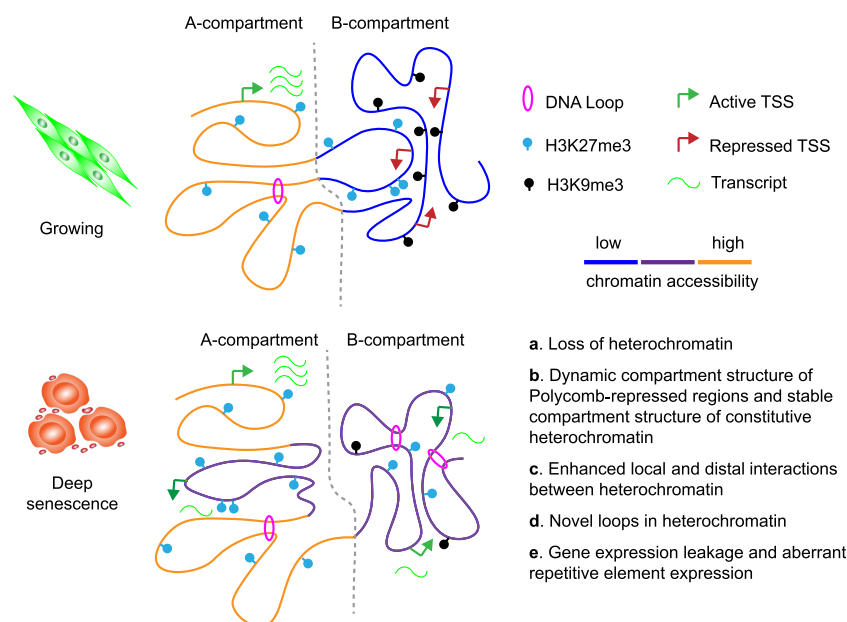 A-compartment
B-compartment
Growing
DNA Loop
Active TSS
H3K27me3
Repressed TSS
H3K9me3
Transcript
low
high
chromatin accessibility
A-compartment
B-compartment
Deep
senescence
a. Loss of heterochromatin
b. Dynamic compartment structure of
Polycomb-repressed regions and stable
compartment structure of constitutive
heterochromatin
c. Enhanced local and distal interactions
between heterochromatin
d. Novel loops in heterochromatin
e. Gene expression leakage and aberrant
repetitive element expression